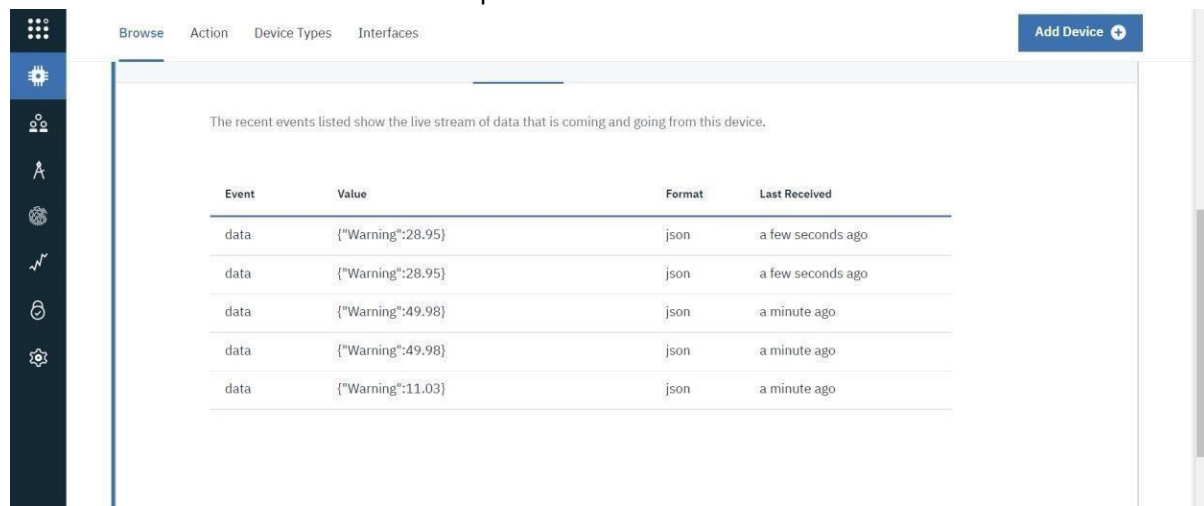 Browse Action Device Types Interfaces Add Device
The recent events listed show the live stream of data that is coming and going from this device.
Event Value Format Last Received
data {"Warning":28.95} json a few seconds ago
data {"Warning":28.95} json a few seconds ago
data {"Warning":49.98} json a minute ago
data {"Warning":49.98} json a minute ago
data {"Warning":11.03} json a minute ago